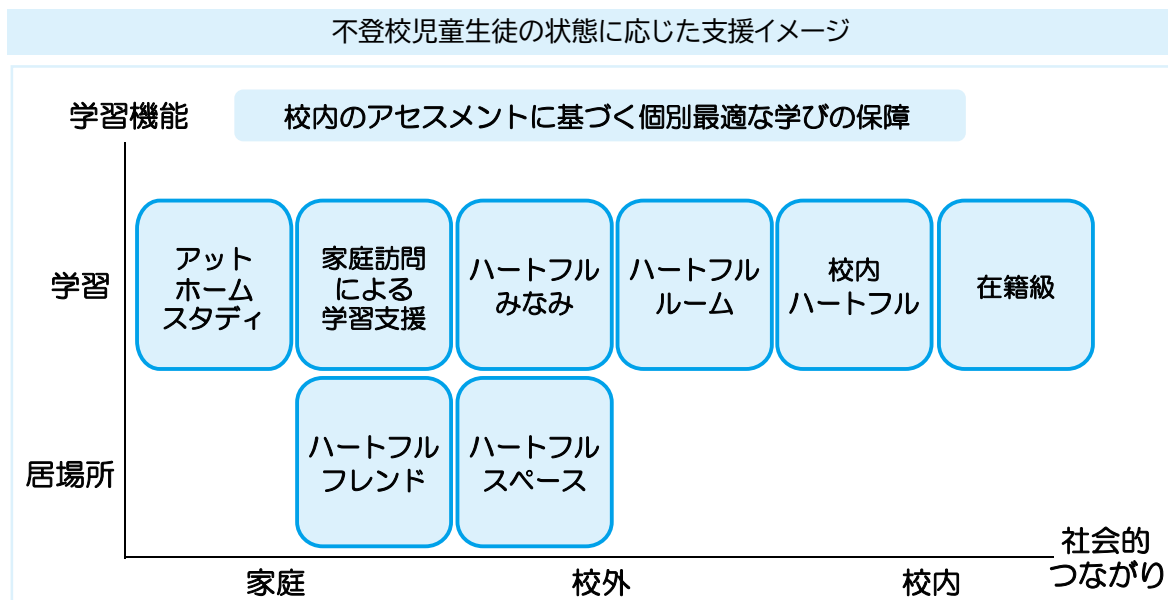 不登校児童生徒の状態に応じた支援イメージ
学習機能
校内のアセスメントに基づく個別最適な学びの保障
学習
アット
ホーム
スタディ
家庭訪問
による
学習支援
ハートフル
みなみ
ハートフル
ルーム
校内
ハートフル
在籍級
居場所
ハートフル
フレンド
ハートフル
スペース
社会的
つながり
家庭
校外
校内